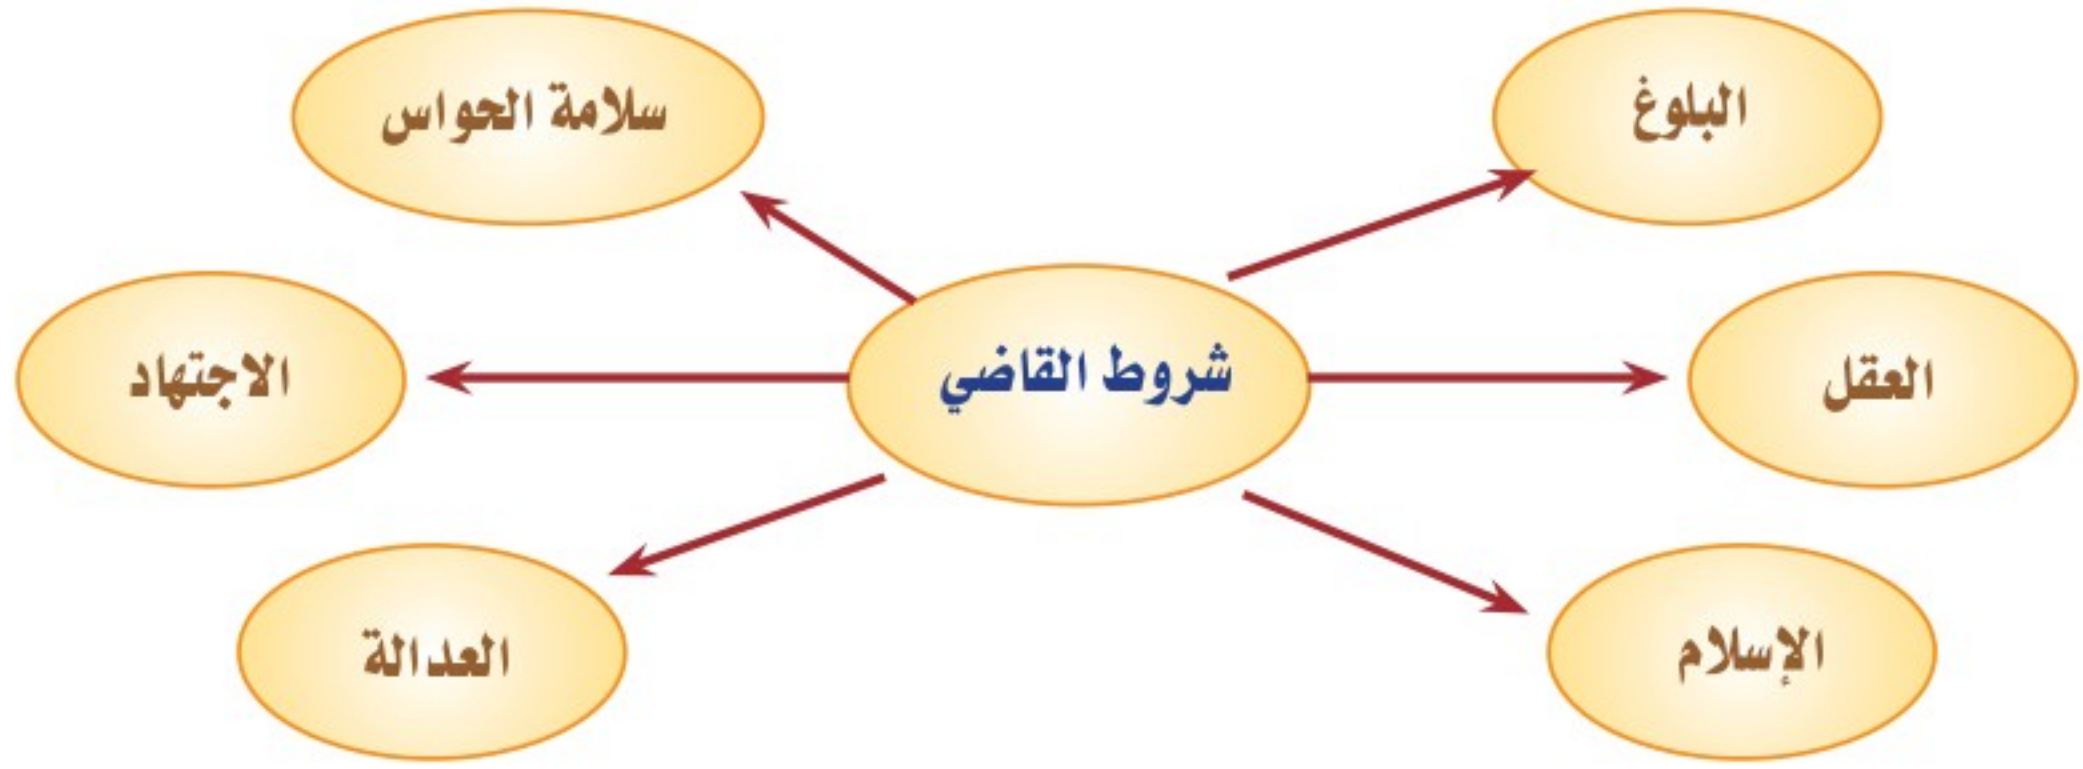 شروط القاضي
البلوغ
العقل
الإسلام
سلامة الحواس
الاجتهاد
العدالة